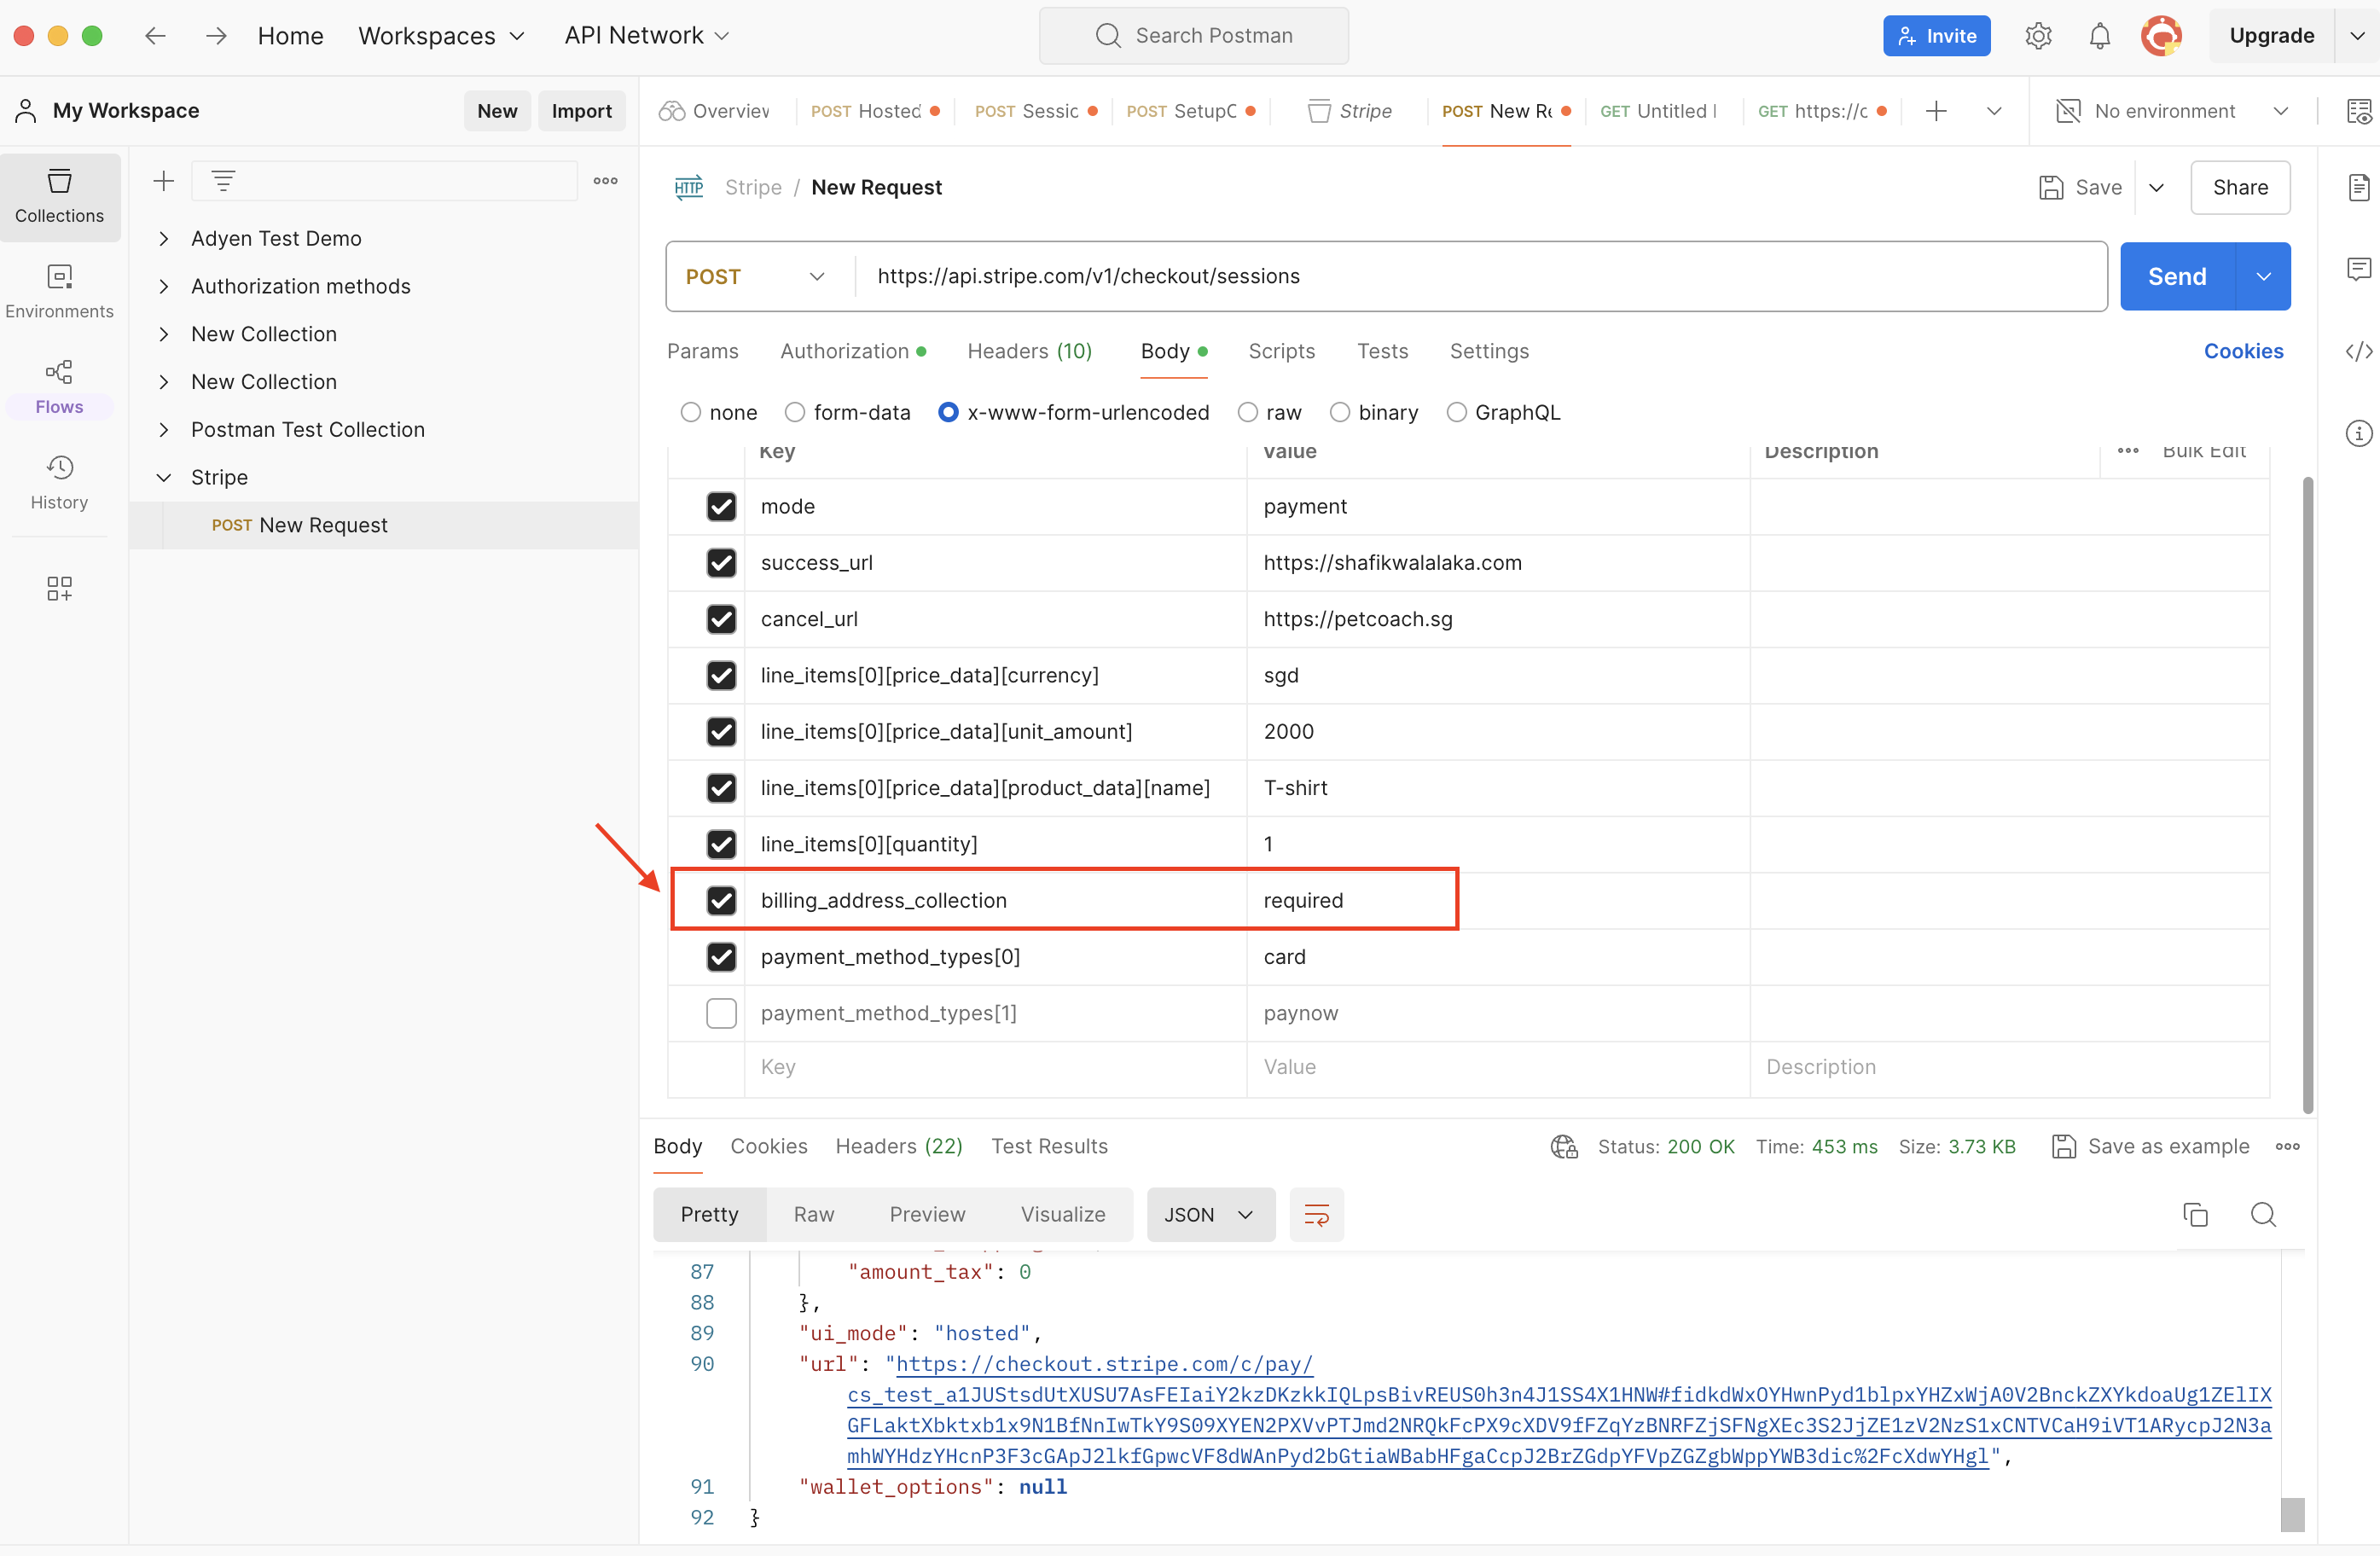 Home Workspaces API Network Search Postman Invite Upgrade
My Workspace New Import Overview POST Hosted POST Sessic POST SetupC Stripe POST New Re GET Untitled GET https://c No environment
Collections
Environments
Flows
History
Adyen Test Demo
Authorization methods
New Collection
New Collection
Postman Test Collection
Stripe
POST New Request
HTTP Stripe / New Request Save Share
POST https://api.stripe.com/v1/checkout/sessions Send
Params Authorization Headers (10) Body Scripts Tests Settings Cookies
none form-data x-www-form-urlencoded raw binary GraphQL
Key Value Description Bulk Edit
mode payment
success_url https://shafikwalalaka.com
cancel_url https://petcoach.sg
line_items[0][price_data][currency] sgd
line_items[0][price_data][unit_amount] 2000
line_items[0][price_data][product_data][name] T-shirt
line_items[0][quantity] 1
billing_address_collection required
payment_method_types[0] card
payment_method_types[1] paynow
Key Value Description
Body Cookies Headers (22) Test Results Status: 200 OK Time: 453 ms Size: 3.73 KB Save as example
Pretty Raw Preview Visualize JSON
87 "amount_tax": 0
88 },
89 "ui_mode": "hosted",
90 "url": "https://checkout.stripe.com/c/pay/
cs_test_a1JUStsdUtXUSU7AsFEIaiY2kzDKzkkIQLpsBivREUS0h3n4J1SS4X1HNW#fidkdWxOYHwnPyd1blpxYHZxWjA0V2BnckZXYkdoaUg1ZElIX
GFLaktXbktxb1x9N1BfNnIwTkY9S09XYEN2PXVvPTJmd2NRQkFcPX9cXDV9fFZqYzBNRFZjSFNgXEc3S2JjZE1zV2NzS1xCNTVCaH9iVT1ARycpJ2N3a
mhWYHdzYHcnP3F3cGApJ2lkfGpwcVF8dWAnPyd2bGtiaWBabHFgaCcpJ2BrZGdpYFVpZGZgbWppYWB3dic%2FcXdwYHgl",
91 "wallet_options": null
92 }